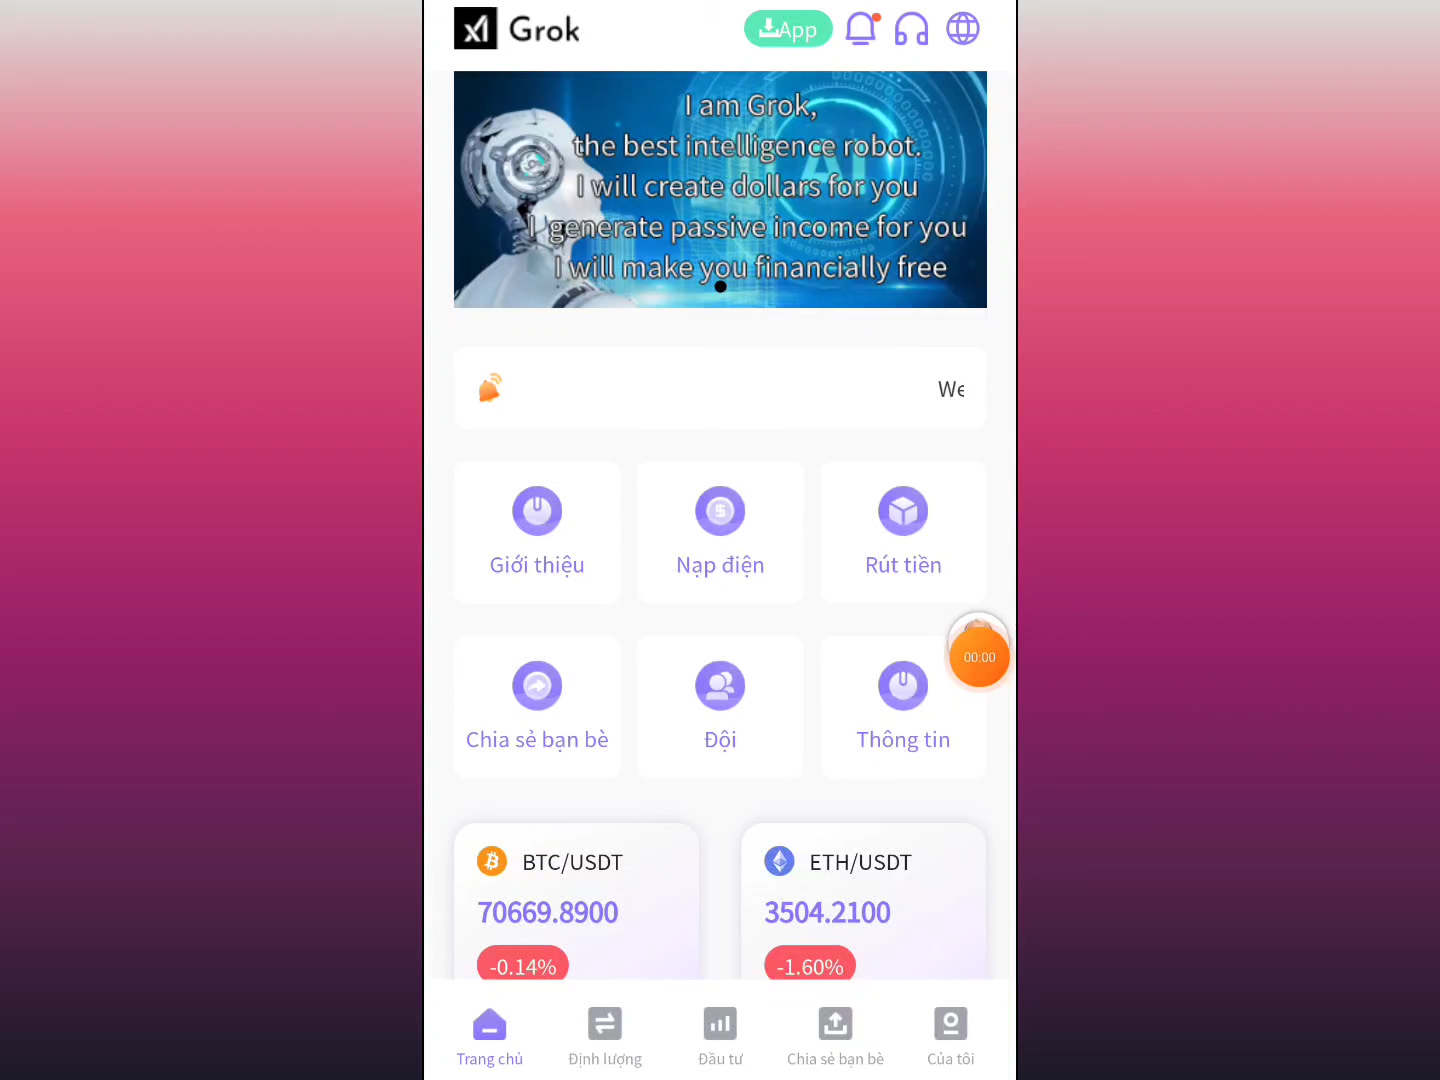 xI Grok
App
I am Grok,
the best intelligence robot.
I will create dollars for you
I generate passive income for you
I will make you financially free
AI
We
Giới thiệu
Nạp điện
Rút tiền
00:00
Chia sẻ bạn bè
Đội
Thông tin
BTC/USDT
ETH/USDT
70669.8900
3504.2100
-0.14%
-1.60%
Trang chủ
Định lượng
Đầu tư
Chia sẻ bạn bè
Của tôi